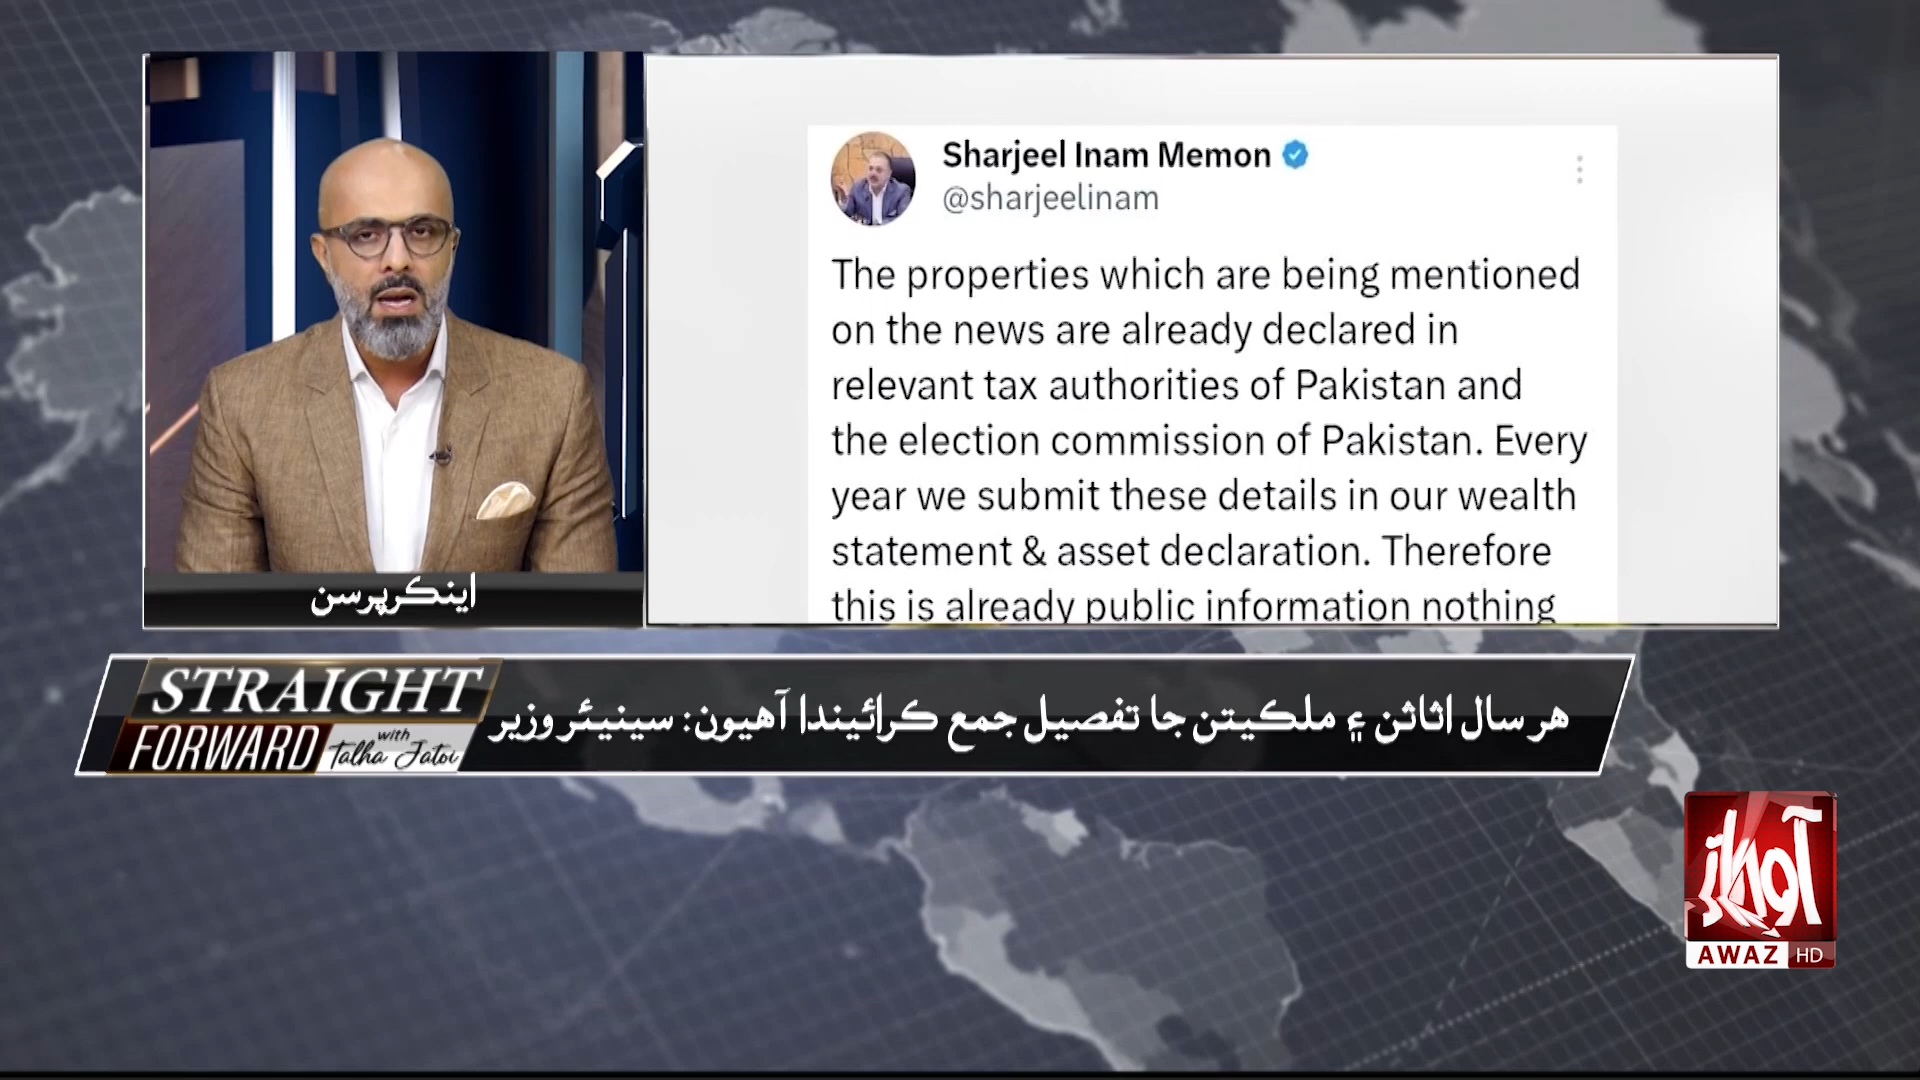 Sharjeel Inam Memon
@sharjeelinam
The properties which are being mentioned
on the news are already declared in
relevant tax authorities of Pakistan and
the election commission of Pakistan. Every
year we submit these details in our wealth
statement & asset declaration. Therefore
this is already public information nothing
اينڪرپرسن
STRAIGHT
FORWARD
with
Talha Jatoi
هر سال اثاثن ۽ ملڪيتن جا تفصيل جمع ڪرائيندا آهيون: سينيئر وزير
آواز
AWAZ HD